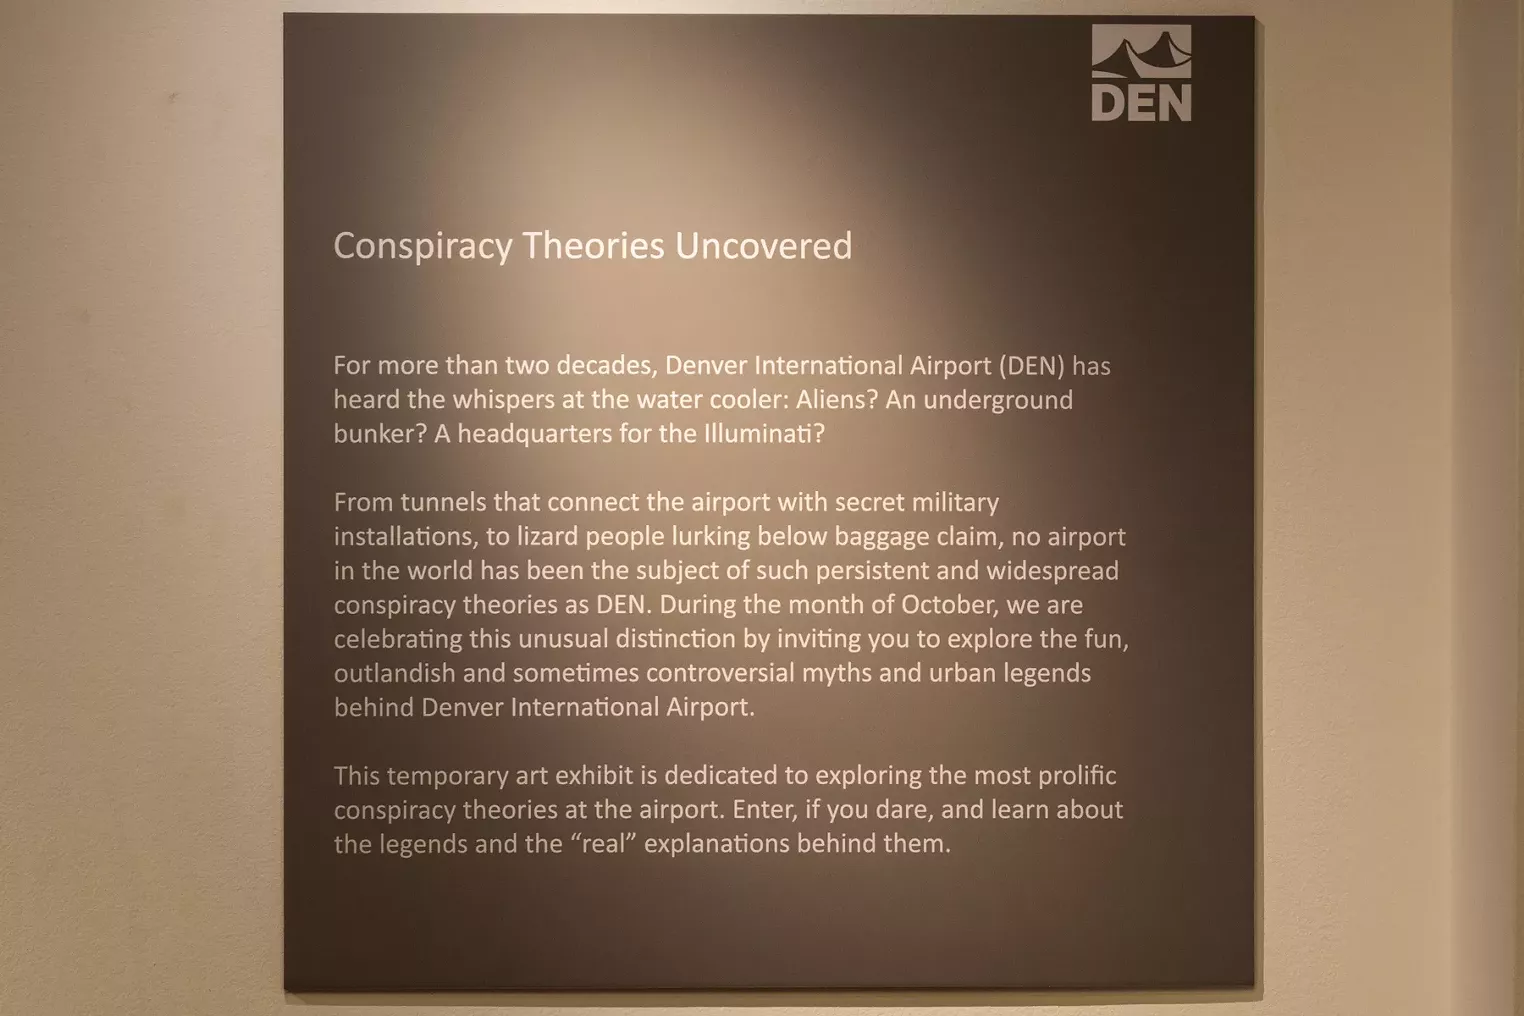 DEN
Conspiracy Theories Uncovered
For more than two decades, Denver International Airport (DEN) has
heard the whispers at the water cooler: Aliens? An underground
bunker? A headquarters for the Illuminati?
From tunnels that connect the airport with secret military
installations, to lizard people lurking below baggage claim, no airport
in the world has been the subject of such persistent and widespread
conspiracy theories as DEN. During the month of October, we are
celebrating this unusual distinction by inviting you to explore the fun,
outlandish and sometimes controversial myths and urban legends
behind Denver International Airport.
This temporary art exhibit is dedicated to exploring the most prolific
conspiracy theories at the airport. Enter, if you dare, and learn about
the legends and the “real” explanations behind them.